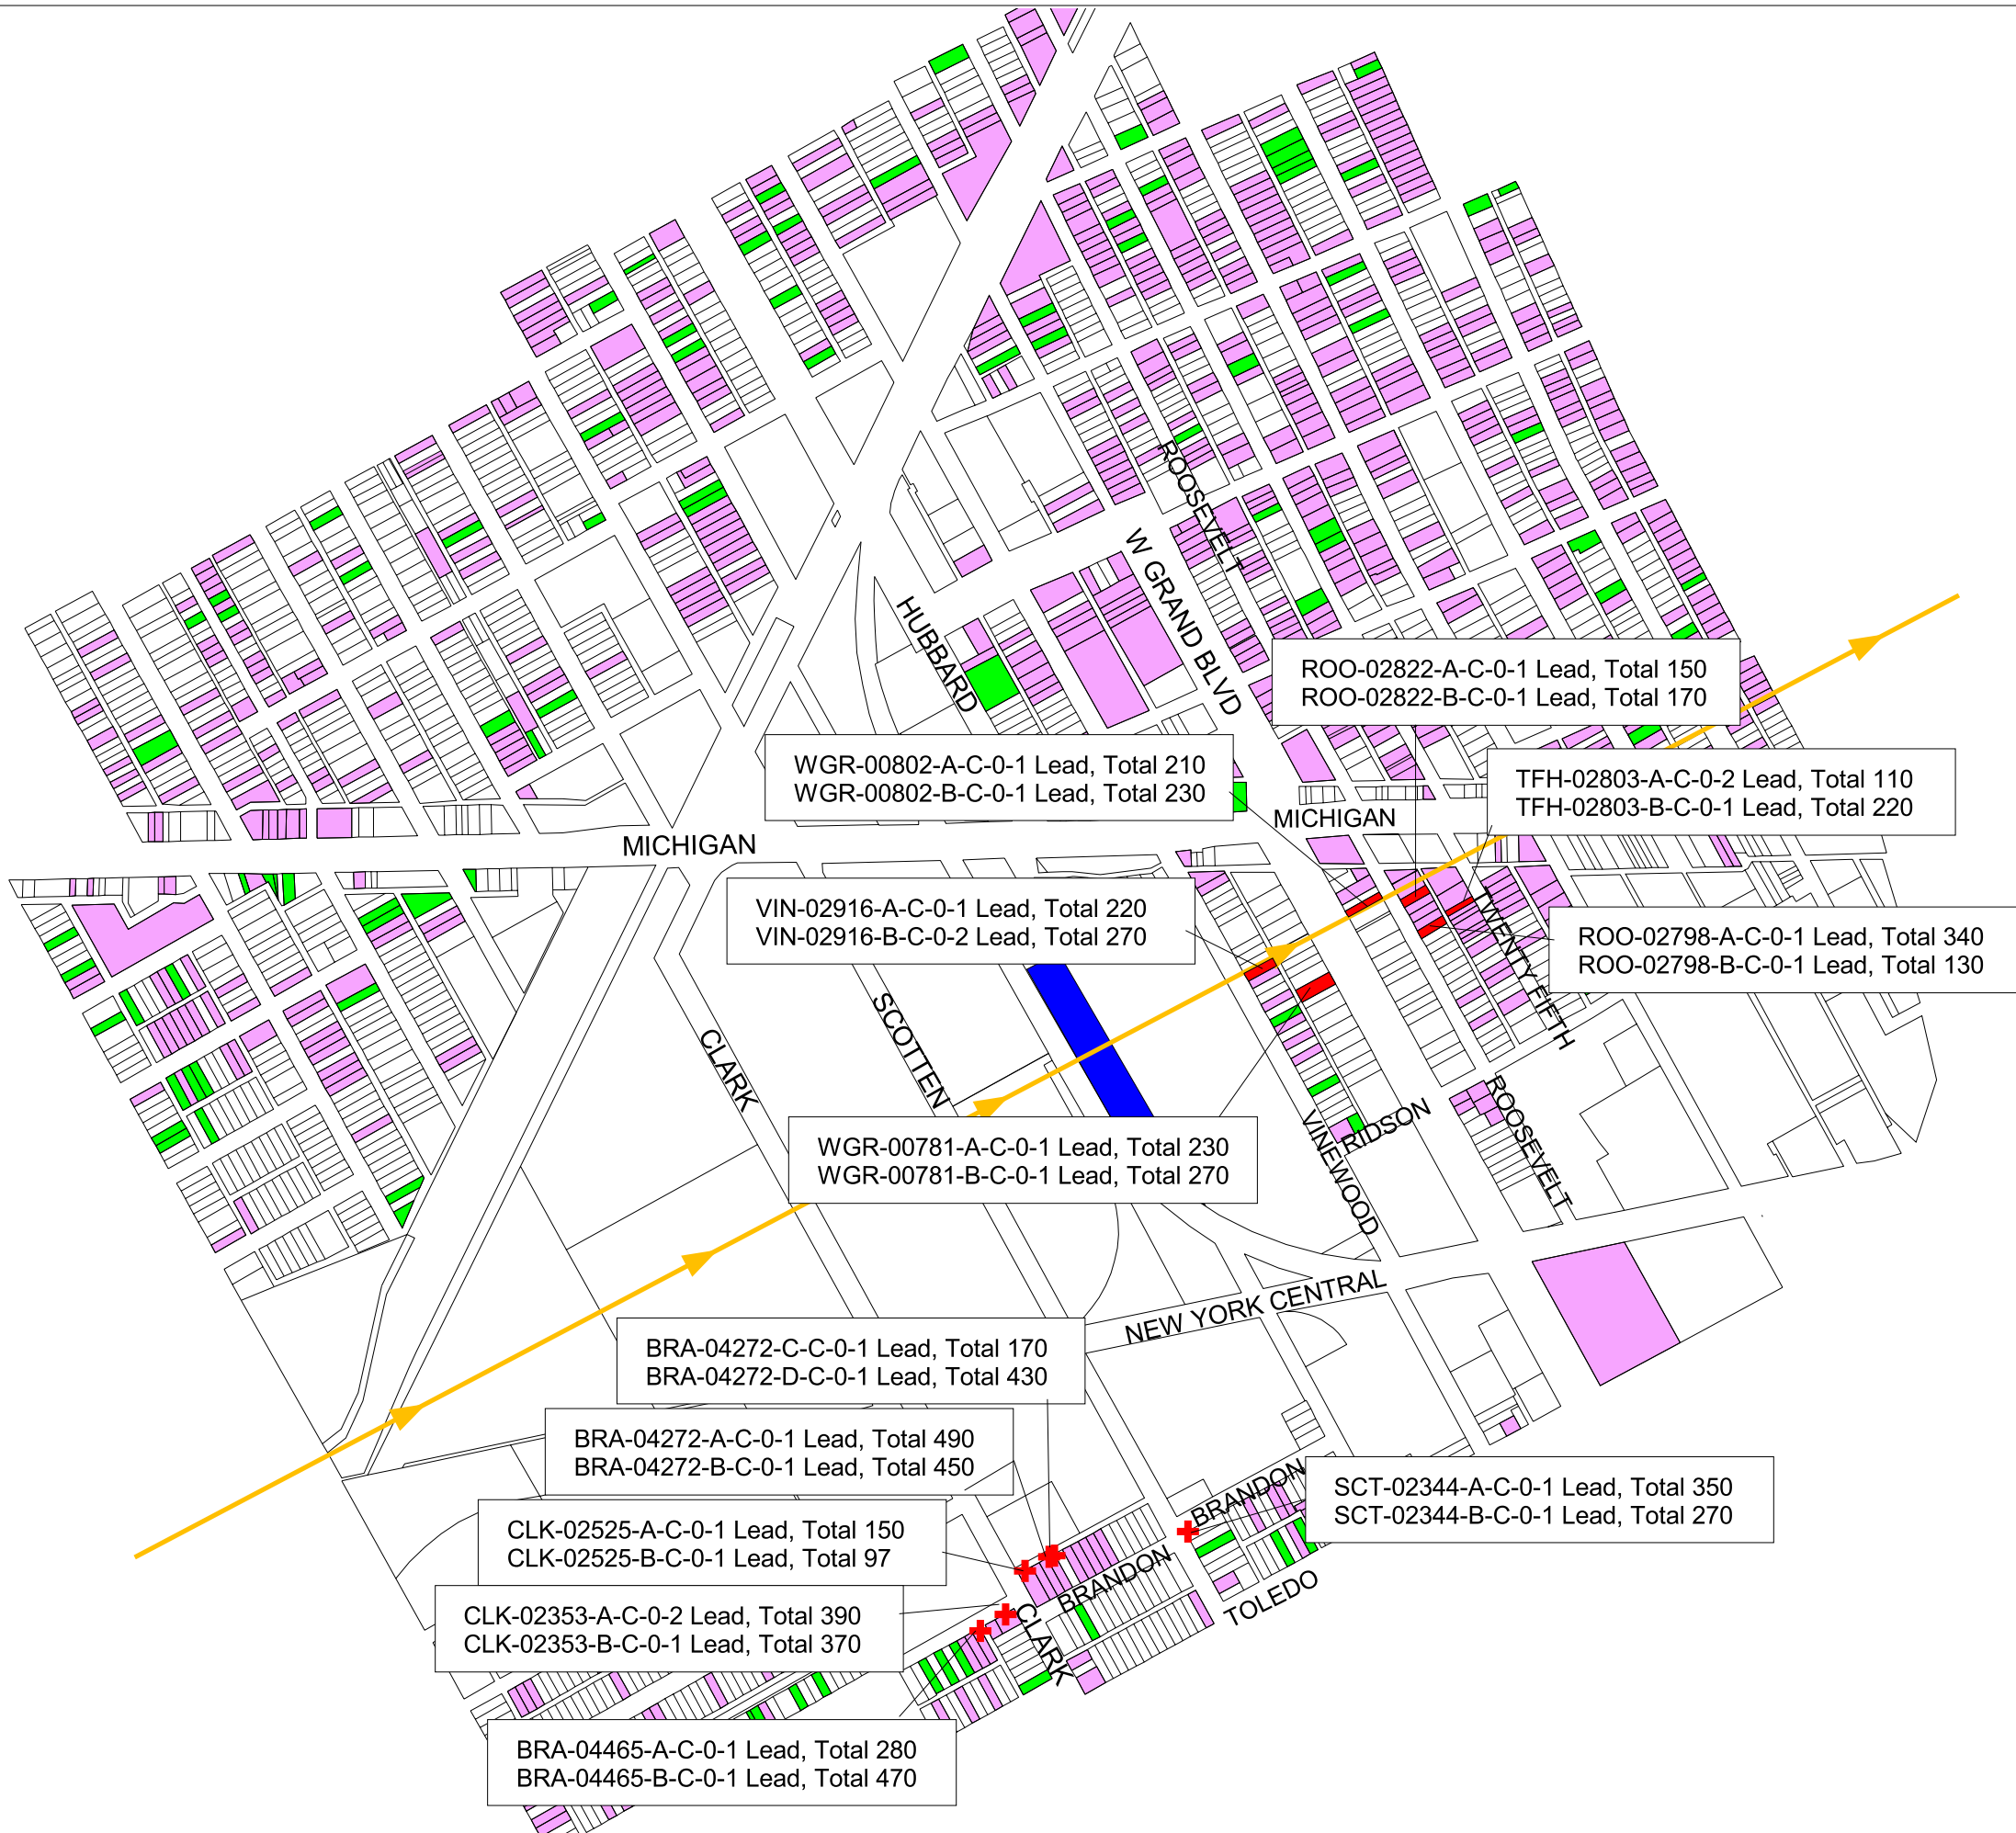 ROOSEVELT
W GRAND BLVD
HUBBARD
ROO-02822-A-C-0-1 Lead, Total 150
ROO-02822-B-C-0-1 Lead, Total 170
WGR-00802-A-C-0-1 Lead, Total 210
WGR-00802-B-C-0-1 Lead, Total 230
TFH-02803-A-C-0-2 Lead, Total 110
TFH-02803-B-C-0-1 Lead, Total 220
MICHIGAN
MICHIGAN
VIN-02916-A-C-0-1 Lead, Total 220
VIN-02916-B-C-0-2 Lead, Total 270
TWENTY FIFTH
ROO-02798-A-C-0-1 Lead, Total 340
ROO-02798-B-C-0-1 Lead, Total 130
SCOTTEN
CLARK
RIDSON
ROOSEVELT
VINEWOOD
WGR-00781-A-C-0-1 Lead, Total 230
WGR-00781-B-C-0-1 Lead, Total 270
NEW YORK CENTRAL
BRA-04272-C-C-0-1 Lead, Total 170
BRA-04272-D-C-0-1 Lead, Total 430
BRA-04272-A-C-0-1 Lead, Total 490
BRA-04272-B-C-0-1 Lead, Total 450
BRANDON
SCT-02344-A-C-0-1 Lead, Total 350
SCT-02344-B-C-0-1 Lead, Total 270
CLK-02525-A-C-0-1 Lead, Total 150
CLK-02525-B-C-0-1 Lead, Total 97
BRANDON
TOLEDO
CLK-02353-A-C-0-2 Lead, Total 390
CLK-02353-B-C-0-1 Lead, Total 370
CLARK
BRA-04465-A-C-0-1 Lead, Total 280
BRA-04465-B-C-0-1 Lead, Total 470